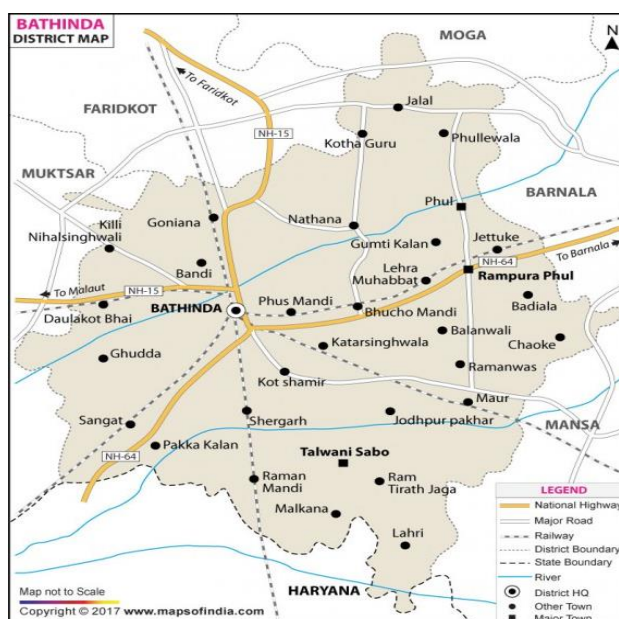 BATHINDA
DISTRICT MAP
MOGA
N
To Faridkot
FARIDKOT
Jalal
NH-15
Kotha Guru
Phullewala
MUKTSAR
BARNALA
Phul
Goniana
Nathana
Killi
Nihalsinghwali
Gumti Kalan
Jettuke
To Barnala
NH-64
Bandi
Lehra
Muhabbat
Rampura Phul
To Malaut
NH-15
Badiala
BATHINDA
Phus Mandi
Bhucho Mandi
Daulakot Bhai
Balanwali
Chaoke
Katarsinghwala
Ghudda
Ramanwas
Kot shamir
Maur
Sangat
Shergarh
Jodhpur pakhar
MANSA
Pakka Kalan
Talwani Sabo
NH-64
Raman
Mandi
Ram
Tirath Jaga
Malkana
Lahri
HARYANA
LEGEND
National Highway
Major Road
Railway
District Boundary
State Boundary
River
District HQ
Other Town
Major Town
Map not to Scale
Copyright © 2017 www.mapsofindia.com